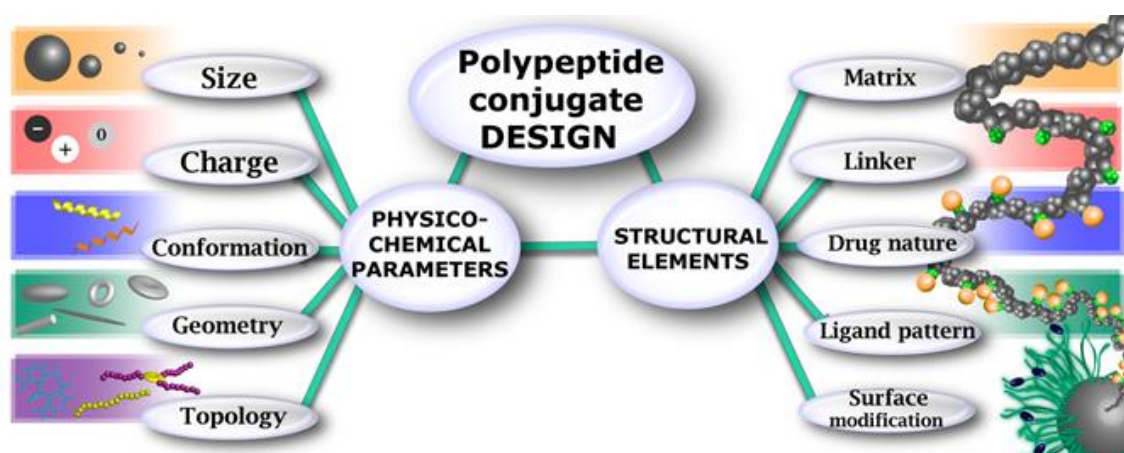 Polypeptide
conjugate
DESIGN
PHYSICO-
CHEMICAL
PARAMETERS
Size
Charge
Conformation
Geometry
Topology
STRUCTURAL
ELEMENTS
Matrix
Linker
Drug nature
Ligand pattern
Surface
modification
−
+
0